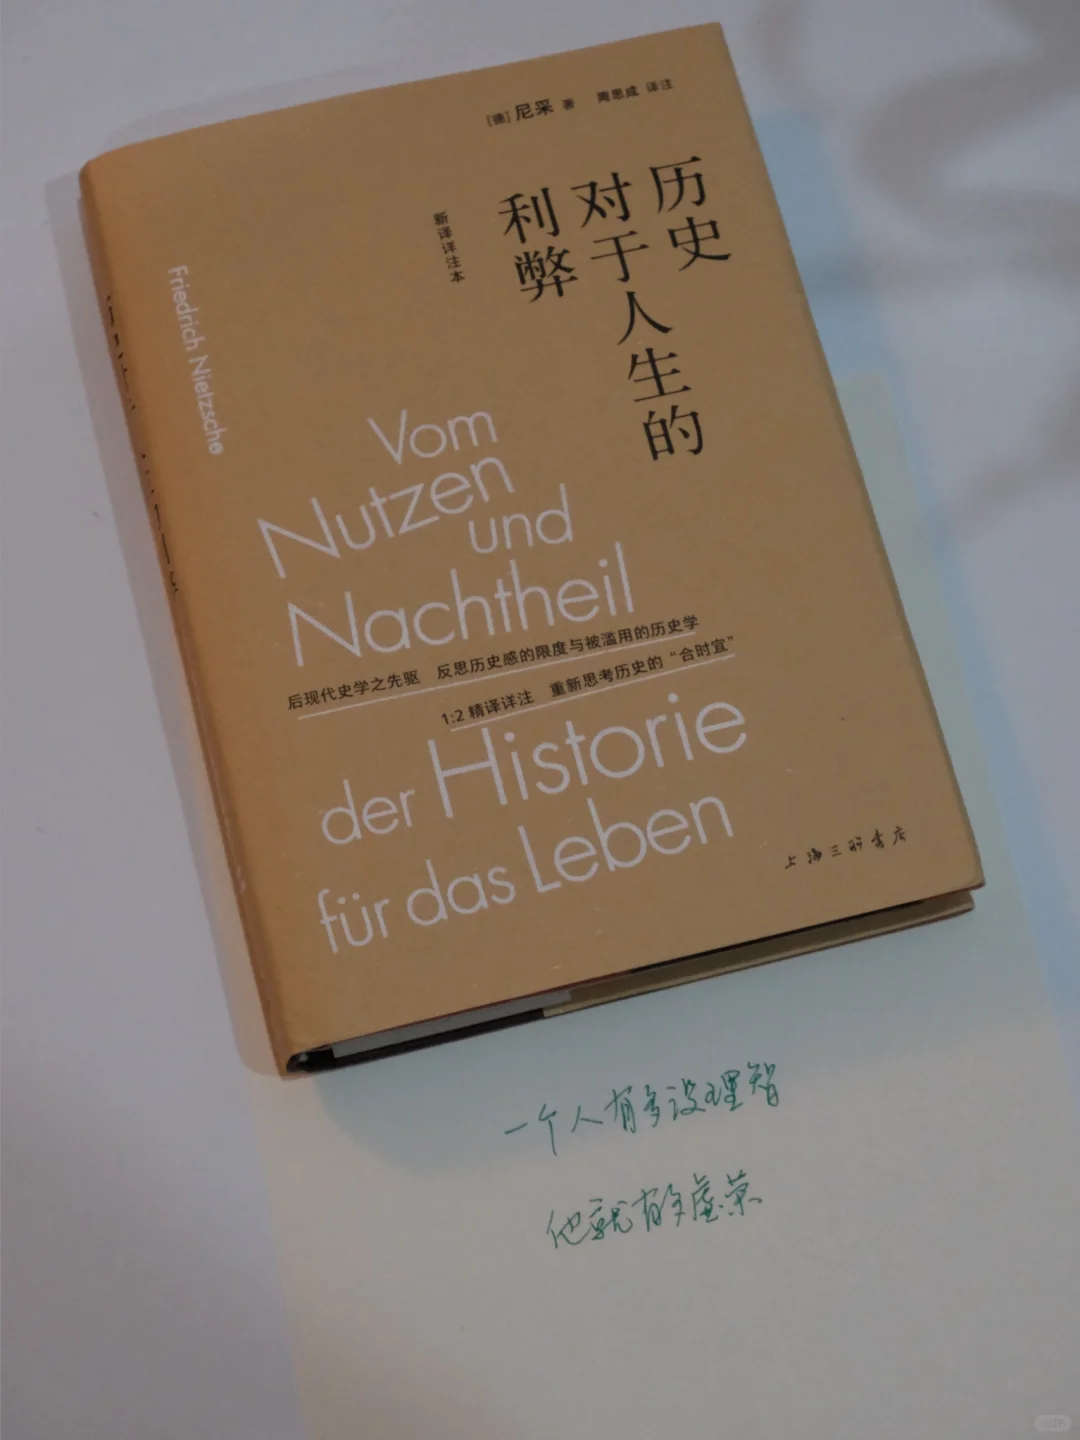 [德]尼采 著 周思成 译注
历史
对于人生的
利弊
新译详注本
Friedrich Nietzsche
Vom
Nutzen
und
Nachtheil
后现代史学之先驱 反思历史感的限度与被滥用的历史学
1:2 精译详注 重新思考历史的“合时宜”
der Historie
für das Leben
上海三联书店
一个人有多没理智
他就有多虚荣